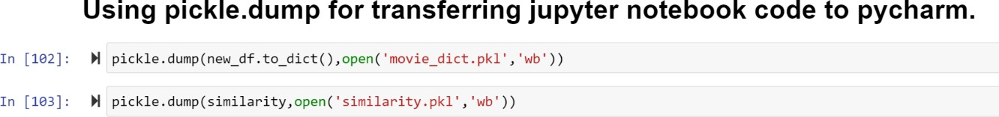 Using pickle.dump for transferring jupyter notebook code to pycharm.
In [102]: pickle.dump(new_df.to_dict(),open('movie_dict.pkl','wb'))
In [103]: pickle.dump(similarity,open('similarity.pkl','wb'))